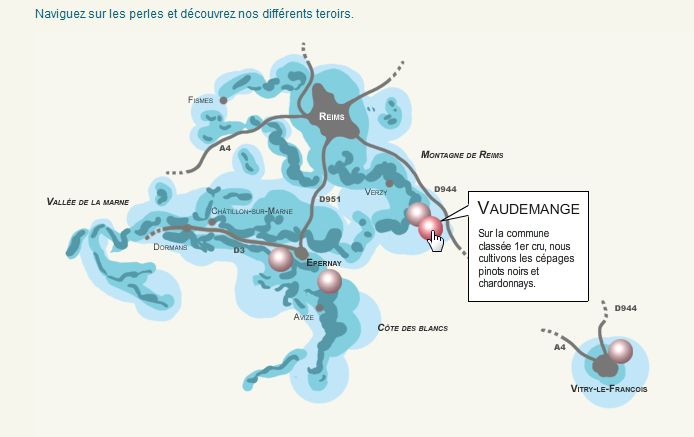 Naviguez sur les perles et découvrez nos différents teroirs.
Fismes
Reims
A4
Montagne de Reims
Verzy
D944
Vallée de la marne
D951
Châtillon-sur-Marne
Vaudemange
Sur la commune
classée 1er cru, nous
cultivons les cépages
pinots noirs et
chardonnays.
Dormans
D3
Epernay
Avize
Côte des blancs
D944
A4
Vitry-le-Francois